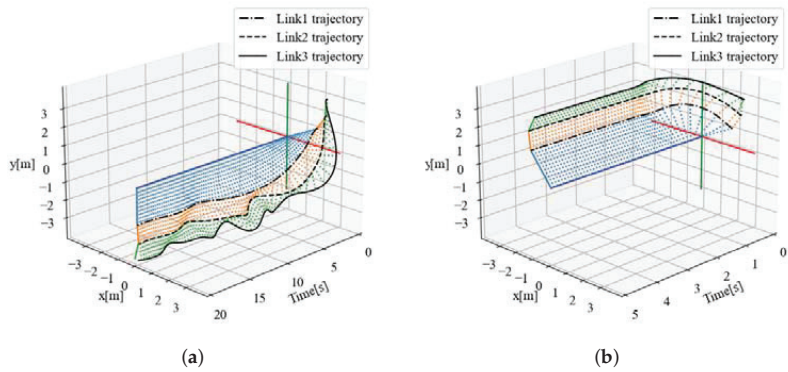 Link1 trajectory
Link2 trajectory
Link3 trajectory
y[m]
3
2
1
0
−1
−2
−3
−3
−2
−1
0
1
2
3
x[m]
20
15
10
5
0
Time[s]
(a)
Link1 trajectory
Link2 trajectory
Link3 trajectory
y[m]
3
2
1
0
−1
−2
−3
−3
−2
−1
0
1
2
3
x[m]
5
4
3
2
1
0
Time[s]
(b)